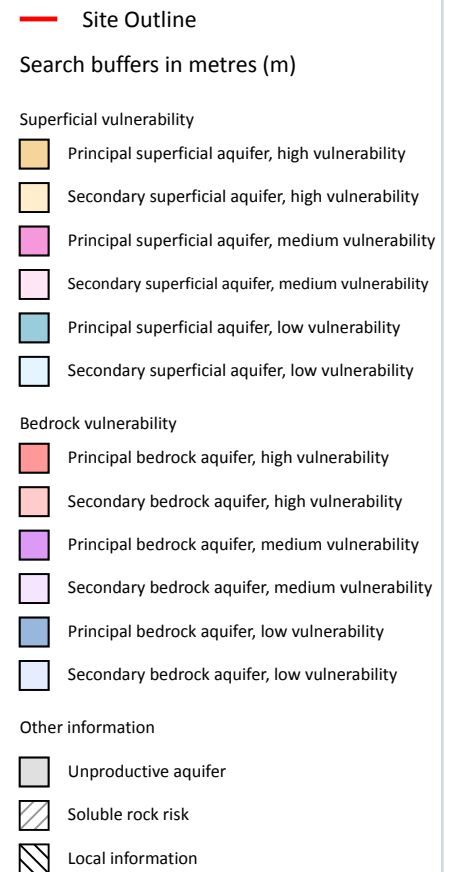 Site Outline
Search buffers in metres (m)
Superficial vulnerability
Principal superficial aquifer, high vulnerability
Secondary superficial aquifer, high vulnerability
Principal superficial aquifer, medium vulnerability
Secondary superficial aquifer, medium vulnerability
Principal superficial aquifer, low vulnerability
Secondary superficial aquifer, low vulnerability
Bedrock vulnerability
Principal bedrock aquifer, high vulnerability
Secondary bedrock aquifer, high vulnerability
Principal bedrock aquifer, medium vulnerability
Secondary bedrock aquifer, medium vulnerability
Principal bedrock aquifer, low vulnerability
Secondary bedrock aquifer, low vulnerability
Other information
Unproductive aquifer
Soluble rock risk
Local information